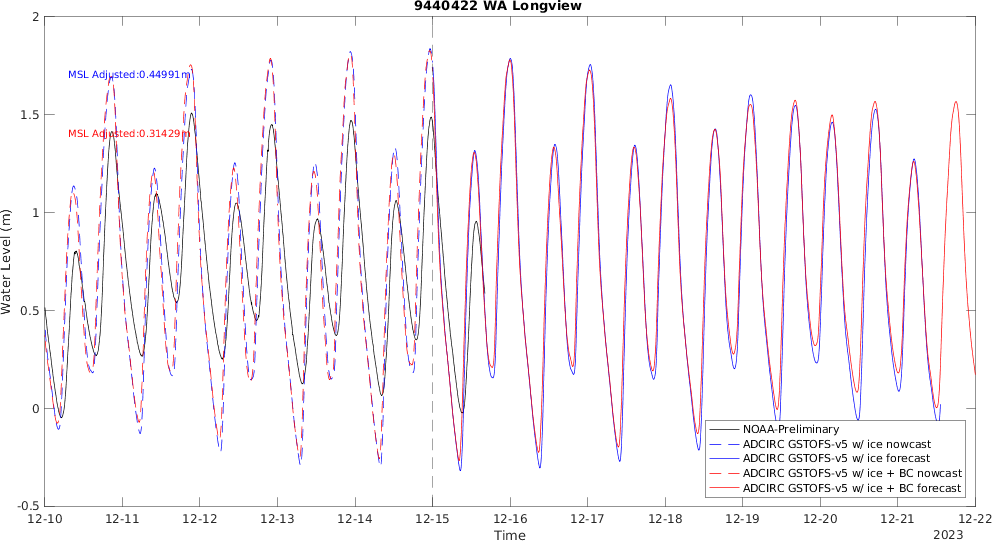 9440422 WA Longview
2
MSL Adjusted:0.44991m
1.5
MSL Adjusted:0.31429m
1
Water Level (m)
0.5
0
NOAA-Preliminary
ADCIRC GSTOFS-v5 w/ ice nowcast
ADCIRC GSTOFS-v5 w/ ice forecast
ADCIRC GSTOFS-v5 w/ ice + BC nowcast
ADCIRC GSTOFS-v5 w/ ice + BC forecast
-0.5
12-10 12-11 12-12 12-13 12-14 12-15 12-16 12-17 12-18 12-19 12-20 12-21 12-22
Time
2023